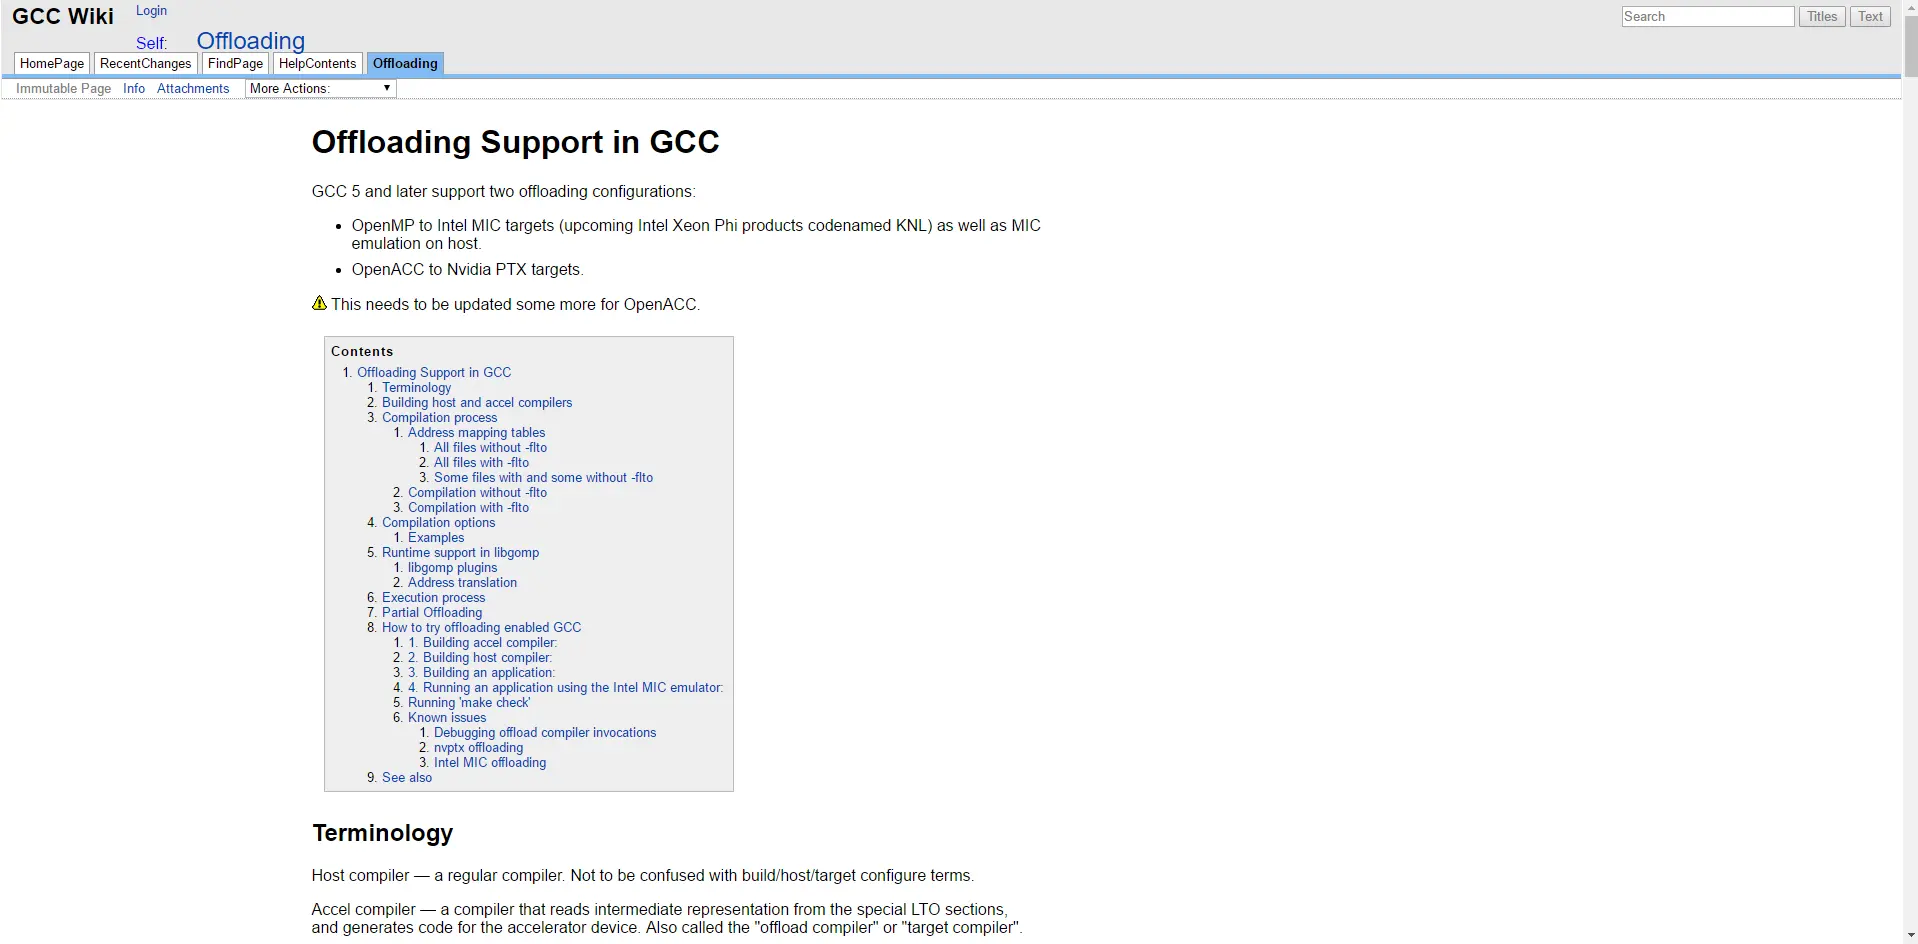 GCC Wiki
Login
Self: Offloading
Search Titles Text
HomePage RecentChanges FindPage HelpContents Offloading
Immutable Page Info Attachments More Actions:
Offloading Support in GCC
GCC 5 and later support two offloading configurations:
• OpenMP to Intel MIC targets (upcoming Intel Xeon Phi products codenamed KNL) as well as MIC
emulation on host.
• OpenACC to Nvidia PTX targets.
This needs to be updated some more for OpenACC.
Contents
1. Offloading Support in GCC
1. Terminology
2. Building host and accel compilers
3. Compilation process
1. Address mapping tables
1. All files without -flto
2. All files with -flto
3. Some files with and some without -flto
2. Compilation without -flto
3. Compilation with -flto
4. Compilation options
1. Examples
5. Runtime support in libgomp
1. libgomp plugins
2. Address translation
6. Execution process
7. Partial Offloading
8. How to try offloading enabled GCC
1. 1. Building accel compiler:
2. 2. Building host compiler:
3. 3. Building an application:
4. 4. Running an application using the Intel MIC emulator:
5. Running 'make check'
6. Known issues
1. Debugging offload compiler invocations
2. nvptx offloading
3. Intel MIC offloading
9. See also
Terminology
Host compiler — a regular compiler. Not to be confused with build/host/target configure terms.
Accel compiler — a compiler that reads intermediate representation from the special LTO sections,
and generates code for the accelerator device. Also called the "offload compiler" or "target compiler".